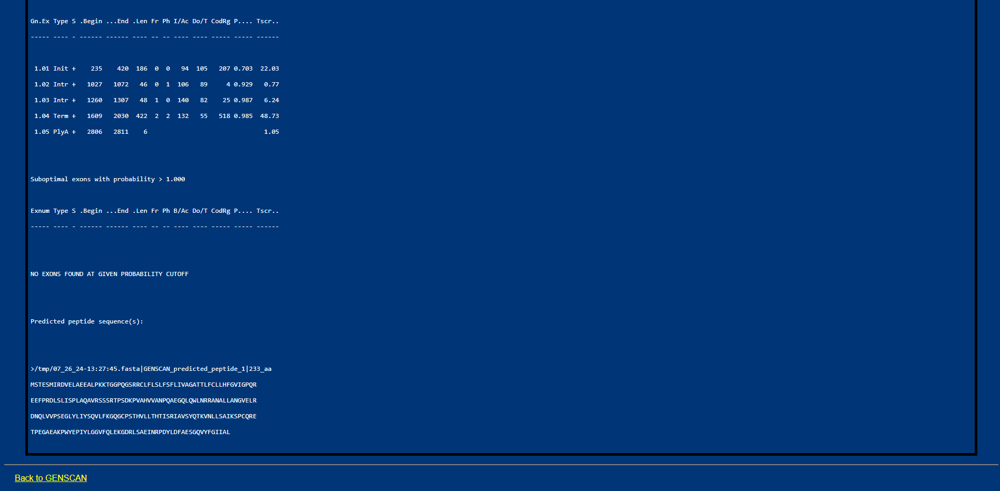 Gn.Ex Type S .Begin ...End .Len Fr Ph I/Ac Do/T CodRg P.... Tscr..
----- ---- - ------ ------ ---- -- -- ---- ---- ----- ----- ------
1.01 Init + 235 420 186 0 0 94 105 207 0.703 22.03
1.02 Intr + 1027 1072 46 0 1 106 89 4 0.929 0.77
1.03 Intr + 1260 1307 48 1 0 140 82 25 0.987 6.24
1.04 Term + 1609 2030 422 2 2 132 55 518 0.985 48.73
1.05 PlyA + 2806 2811 6 1.05
Suboptimal exons with probability > 1.000
Exnum Type S .Begin ...End .Len Fr Ph B/Ac Do/T CodRg P.... Tscr..
----- ---- - ------ ------ ---- -- -- ---- ---- ----- ----- ------
NO EXONS FOUND AT GIVEN PROBABILITY CUTOFF
Predicted peptide sequence(s):
>/tmp/07_26_24-13:27:45.fasta|GENSCAN_predicted_peptide_1|233_aa
MSTESMIRDVELAEEALPKKTGGPQGSRRCLFLSLFSFLIVAGATTLFCLLHFGVIGPQR
EEFPRDLSLISPLAQAVRSSSRTPSDKPVAHVVANPQAEGQLQWLNRRANALLANGVELR
DNQLVVPSEGLYLIYSQVLFKGQGCPSTHVLLTHTISRIAVSYQTKVNLLSAIKSPCQRE
TPEGAEAKPWYEPIYLGGVFQLEKGDRLSAEINRPDYLDFAESGQVYFGIIAL
Back to GENSCAN